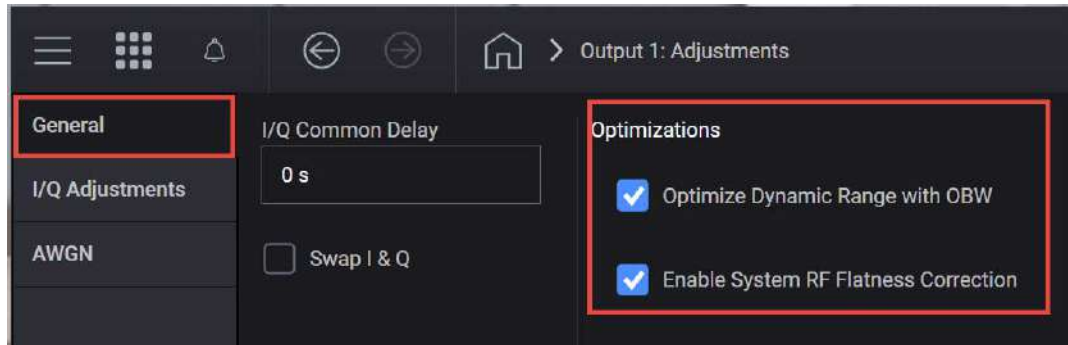 Output 1: Adjustments
General
I/Q Adjustments
AWGN
I/Q Common Delay
0 s
Swap I & Q
Optimizations
Optimize Dynamic Range with OBW
Enable System RF Flatness Correction